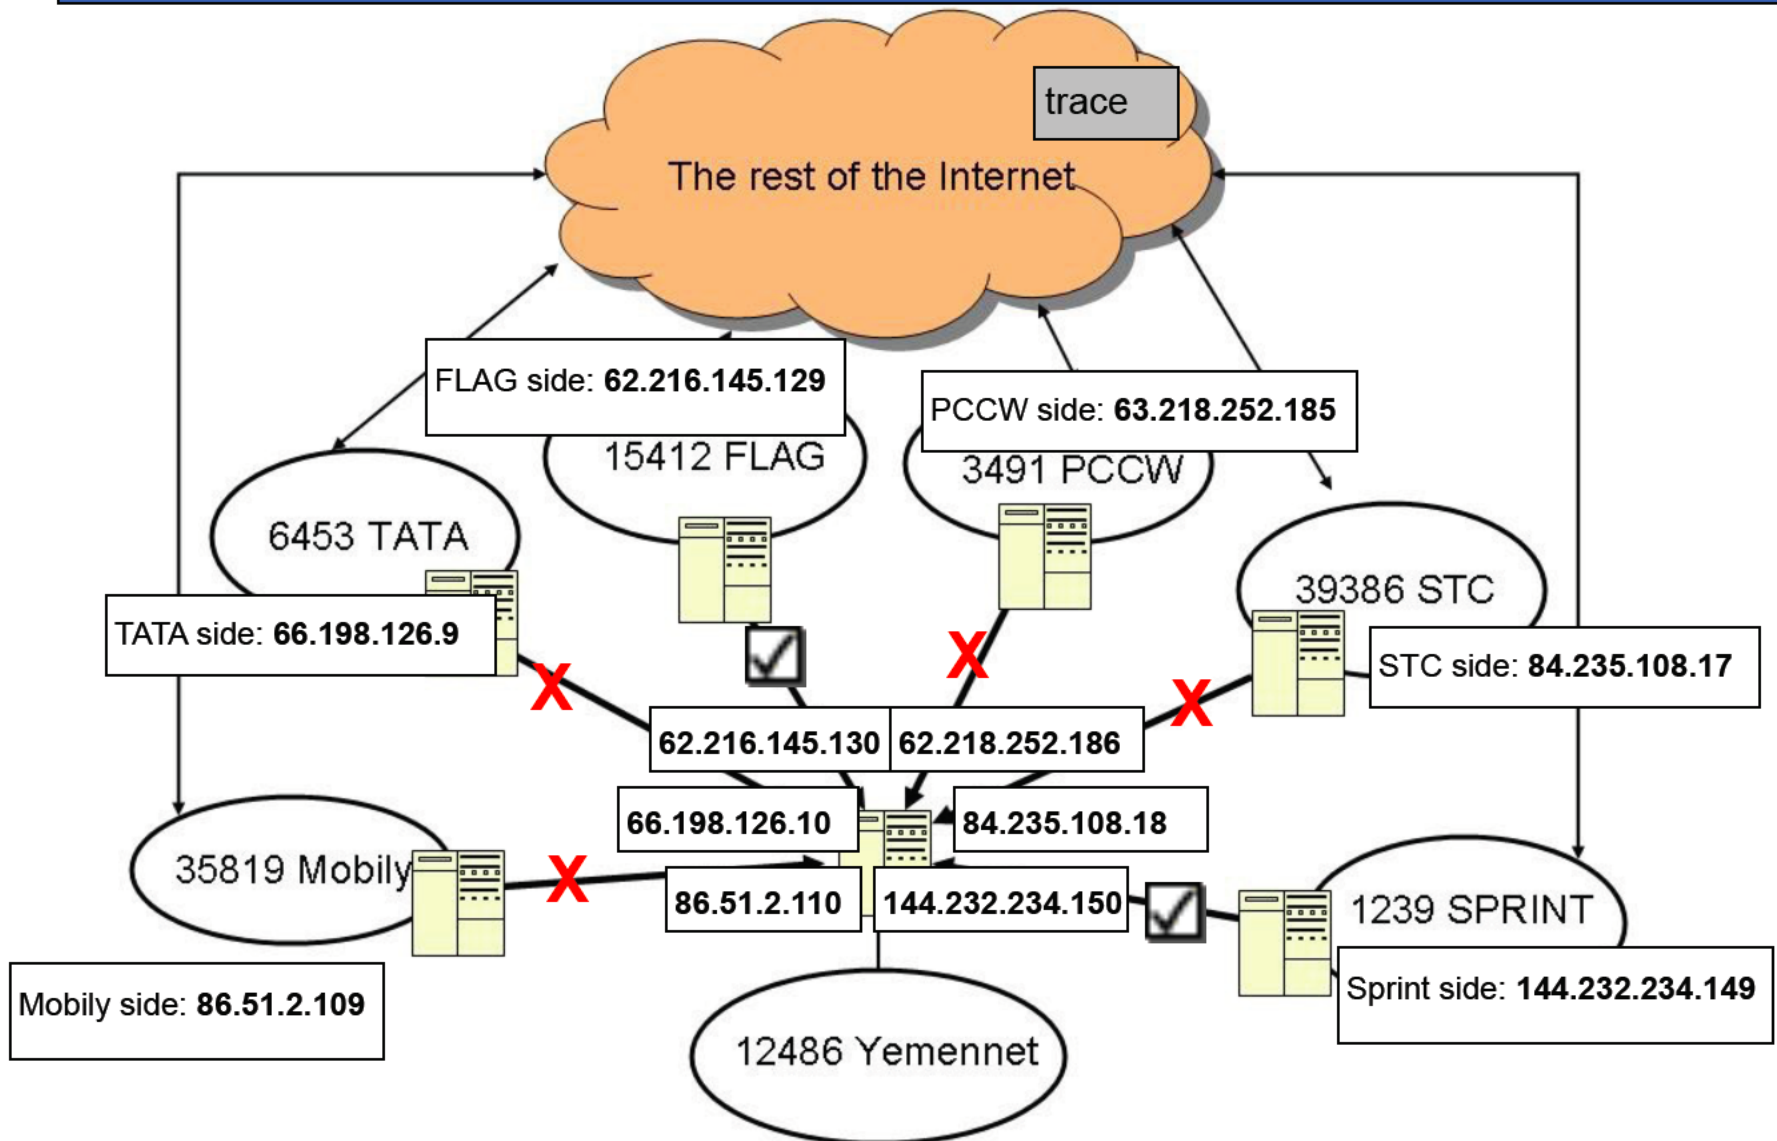 trace
The rest of the Internet
FLAG side: 62.216.145.129
PCCW side: 63.218.252.185
15412 FLAG
3491 PCCW
6453 TATA
39386 STC
TATA side: 66.198.126.9
STC side: 84.235.108.17
X
X
X
62.216.145.130
62.218.252.186
66.198.126.10
84.235.108.18
35819 Mobily
X
86.51.2.110
144.232.234.150
1239 SPRINT
Mobily side: 86.51.2.109
Sprint side: 144.232.234.149
12486 Yemennet